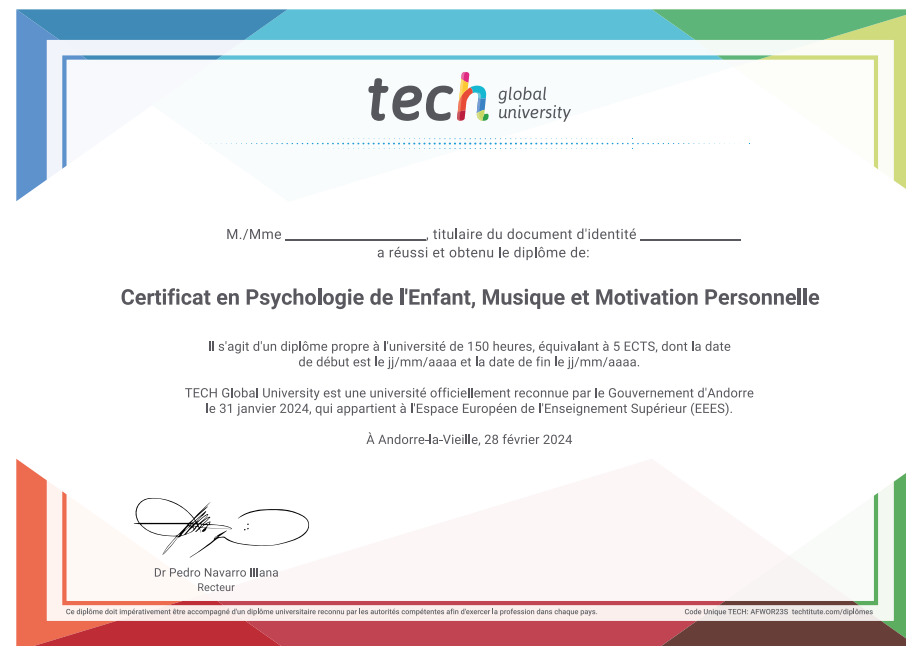 tech global university
M./Mme ____________________, titulaire du document d'identité ______________
a réussi et obtenu le diplôme de:
Certificat en Psychologie de l'Enfant, Musique et Motivation Personnelle
Il s'agit d'un diplôme propre à l'université de 150 heures, équivalant à 5 ECTS, dont la date
de début est le jj/mm/aaaa et la date de fin le jj/mm/aaaa.
TECH Global University est une université officiellement reconnue par le Gouvernement d'Andorre
le 31 janvier 2024, qui appartient à l'Espace Européen de l'Enseignement Supérieur (EEES).
À Andorre-la-Vieille, 28 février 2024
Dr Pedro Navarro Illana
Recteur
Ce diplôme doit impérativement être accompagné d'un diplôme universitaire reconnu par les autorités compétentes afin d'exercer la profession dans chaque pays.
Code Unique TECH: AFWOR23S techtitute.com/diplômes